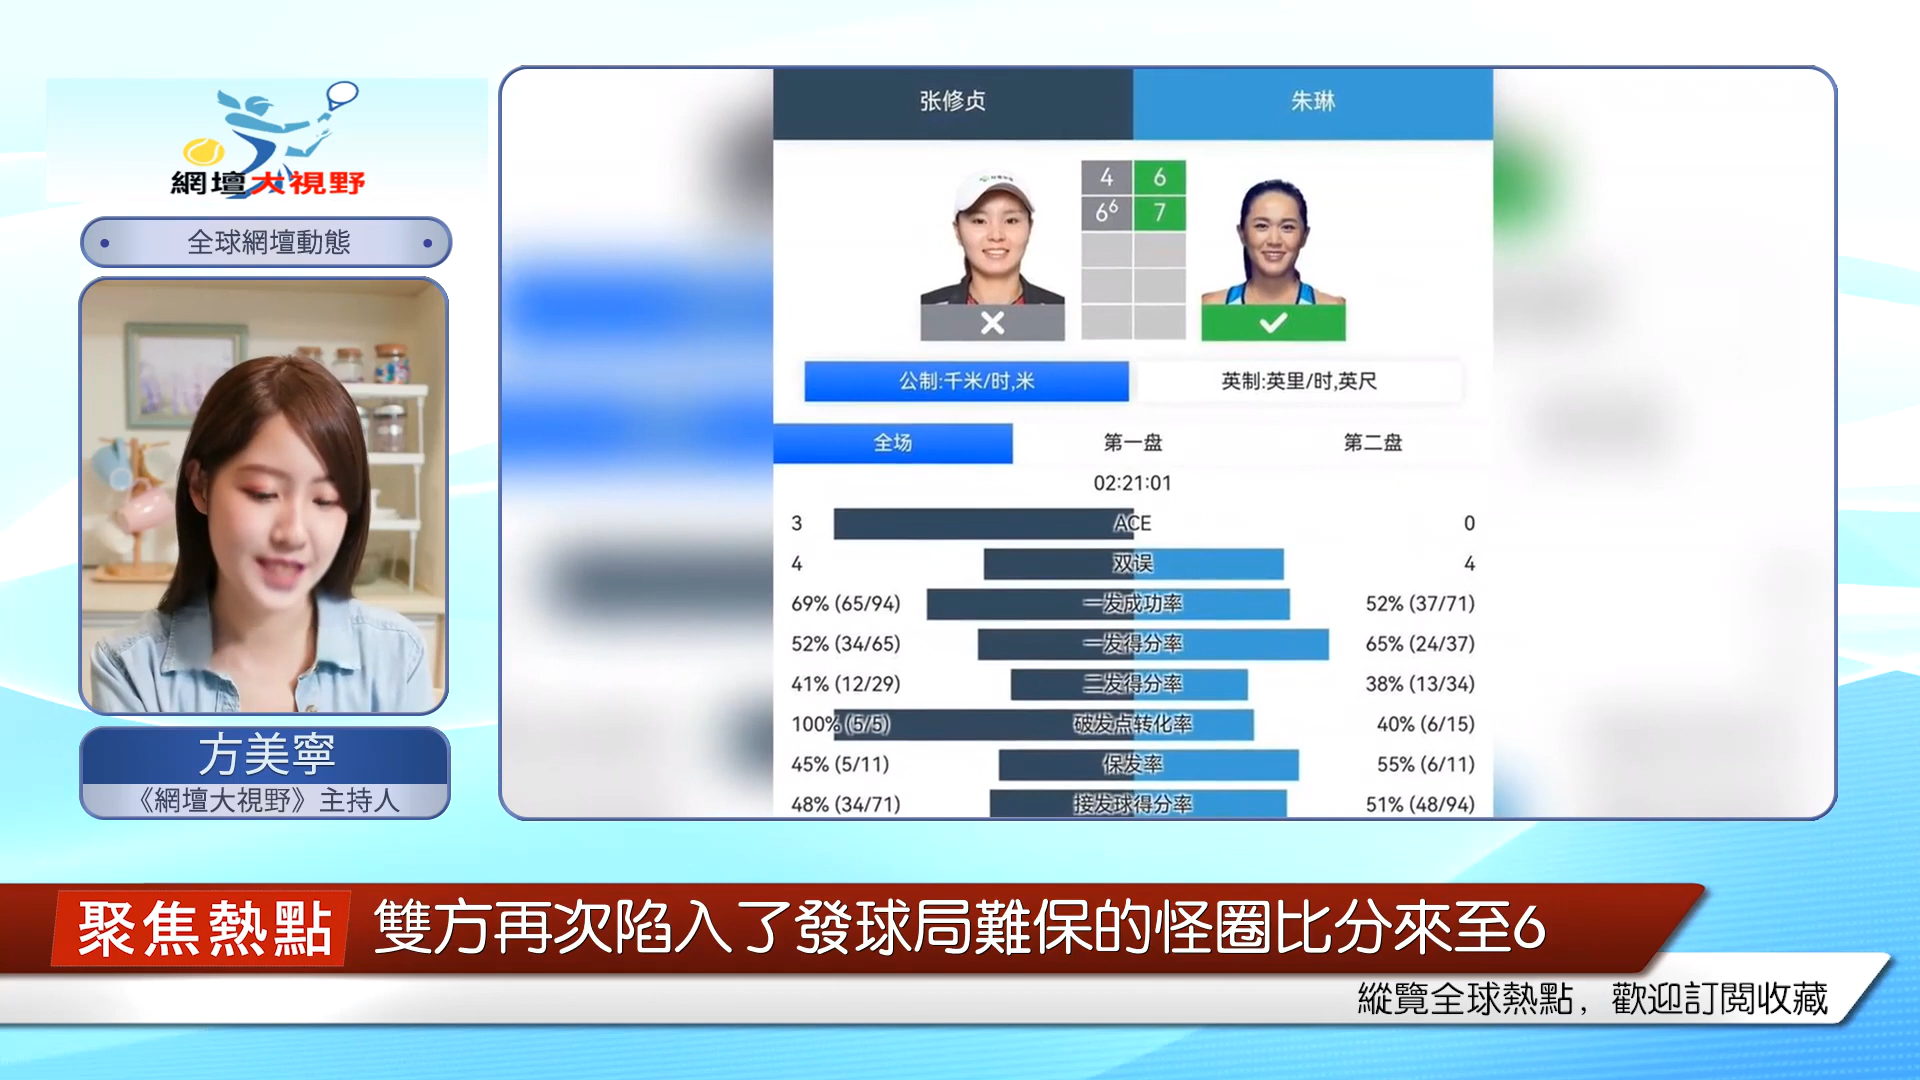 網壇大視野
全球網壇動態
方美寧
《網壇大視野》主持人
张修贞 朱琳
4 6
6⁶ 7
公制:千米/时,米 英制:英里/时,英尺
全场 第一盘 第二盘
02:21:01
3 ACE 0
4 双误 4
69% (65/94) 一发成功率 52% (37/71)
52% (34/65) 一发得分率 65% (24/37)
41% (12/29) 二发得分率 38% (13/34)
100% (5/5) 破发点转化率 40% (6/15)
45% (5/11) 保发率 55% (6/11)
48% (34/71) 接发球得分率 51% (48/94)
聚焦熱點 雙方再次陷入了發球局難保的怪圈比分來至6
縱覽全球熱點，歡迎訂閱收藏